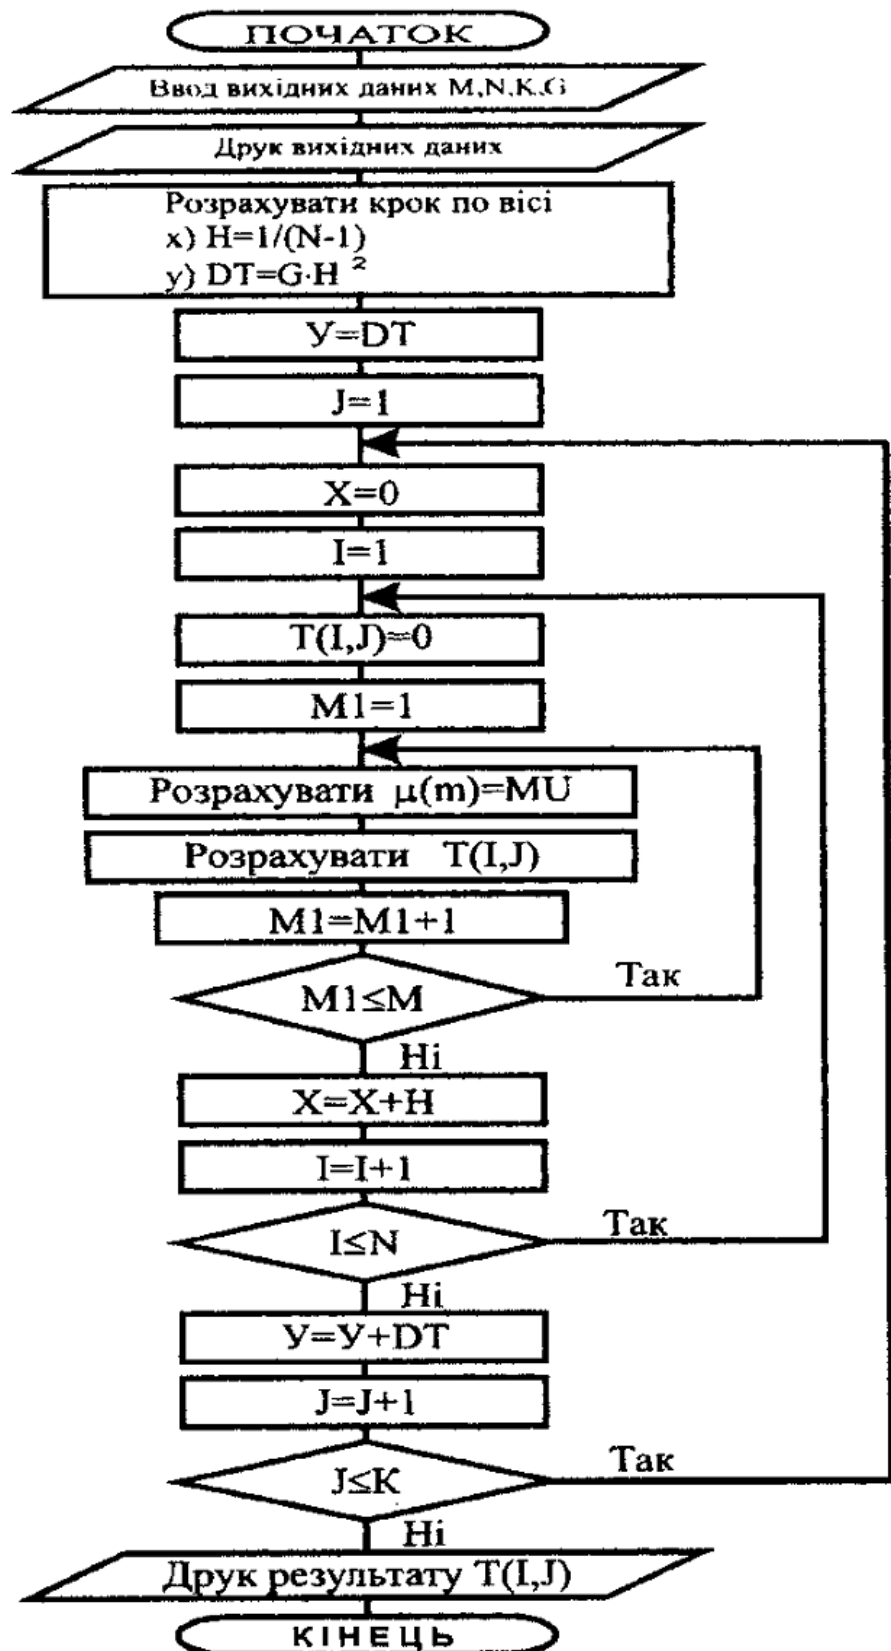 ПОЧАТОК
Ввод вихідних даних M,N,K,G
Друк вихідних даних
Розрахувати крок по вісі
x) H=1/(N-1)
y) DT=G·H ²
У=DT
J=1
X=0
I=1
T(I,J)=0
M1=1
Розрахувати μ(m)=MU
Розрахувати T(I,J)
M1=M1+1
M1≤M
Так
Ні
X=X+H
I=I+1
I≤N
Так
Ні
У=У+DT
J=J+1
J≤K
Так
Ні
Друк результату T(I,J)
КІНЕЦЬ